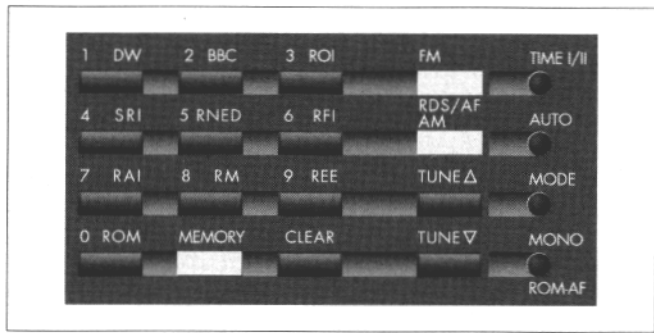 1 DW 2 BBC 3 ROI FM TIME I/II
RDS/AF
4 SRI 5 RNED 6 RFI AM AUTO
7 RAI 8 RM 9 REE TUNE△ MODE
0 ROM MEMORY CLEAR TUNE▽ MONO
ROM-AF